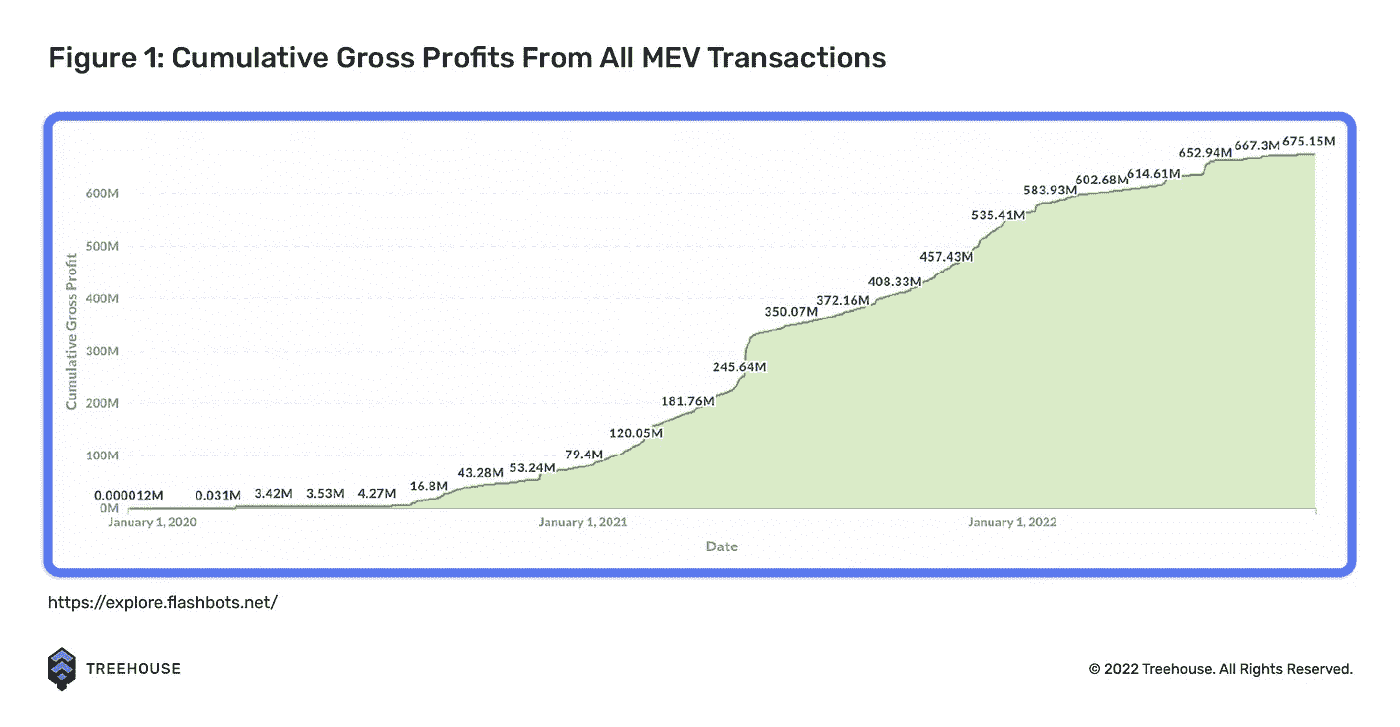 Figure 1: Cumulative Gross Profits From All MEV Transactions
Cumulative Gross Profit
600M
500M
400M
300M
200M
100M
0M
0.000012M
0.031M
3.42M
3.53M
4.27M
16.8M
43.28M
53.24M
79.4M
120.05M
181.76M
245.64M
350.07M
372.16M
408.33M
457.43M
535.41M
583.93M
602.68M
614.61M
652.94M
667.3M
675.15M
January 1, 2020
January 1, 2021
January 1, 2022
Date
https://explore.flashbots.net/
TREEHOUSE
© 2022 Treehouse. All Rights Reserved.